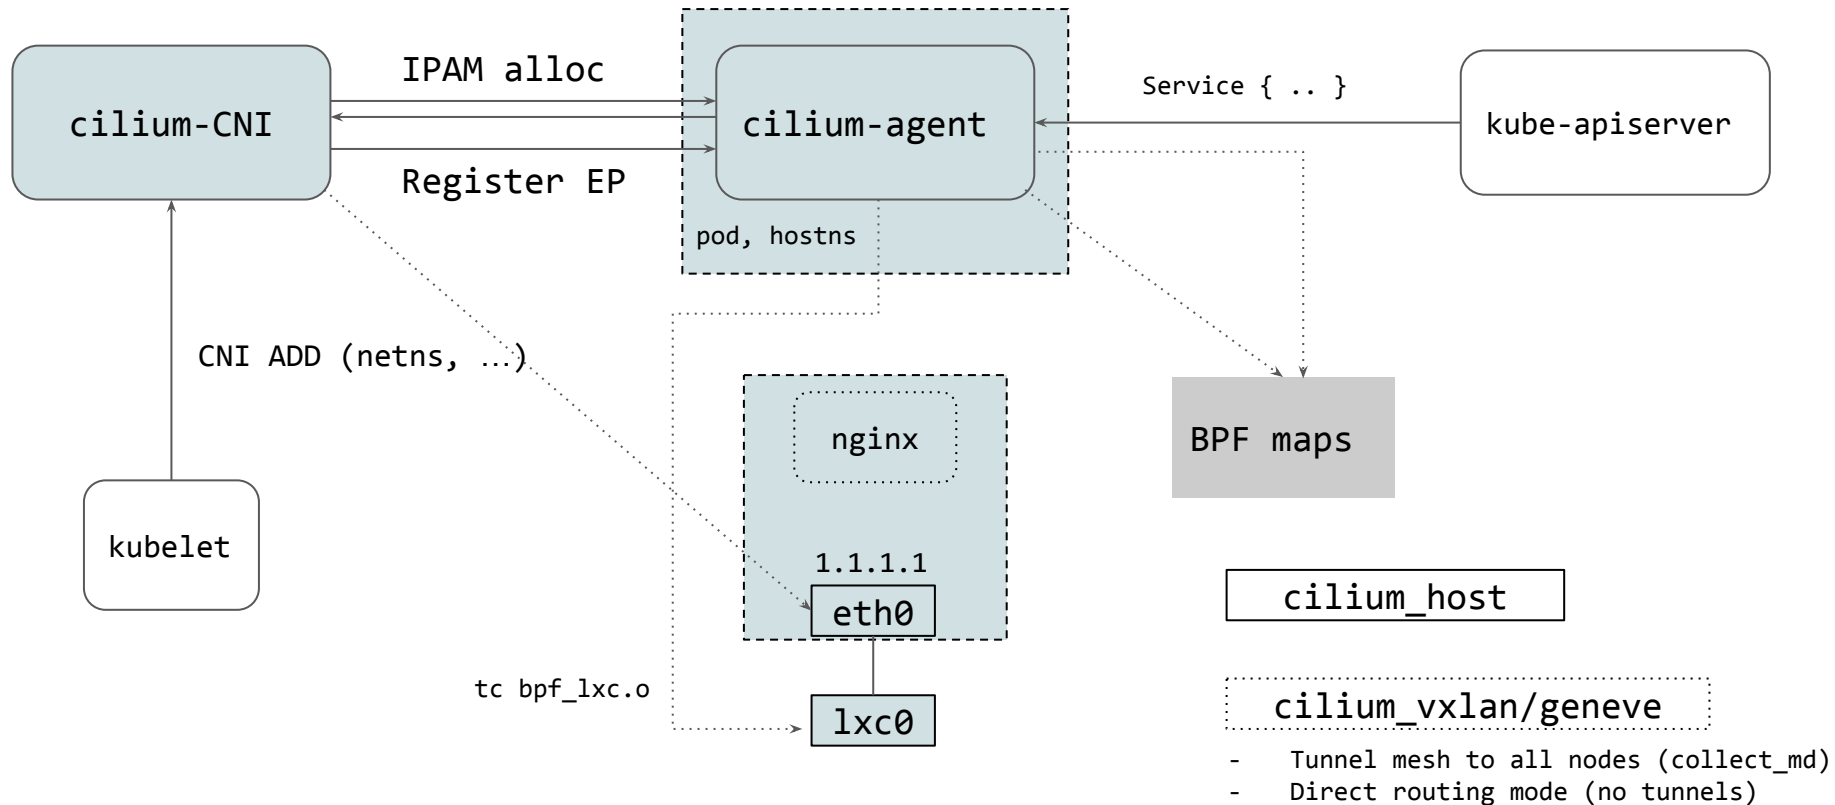 IPAM alloc
Service { .. }
cilium-CNI
cilium-agent
kube-apiserver
Register EP
pod, hostns
CNI ADD (netns, …)
nginx
BPF maps
kubelet
1.1.1.1
cilium_host
eth0
tc bpf_lxc.o
cilium_vxlan/geneve
lxc0
- Tunnel mesh to all nodes (collect_md)
- Direct routing mode (no tunnels)